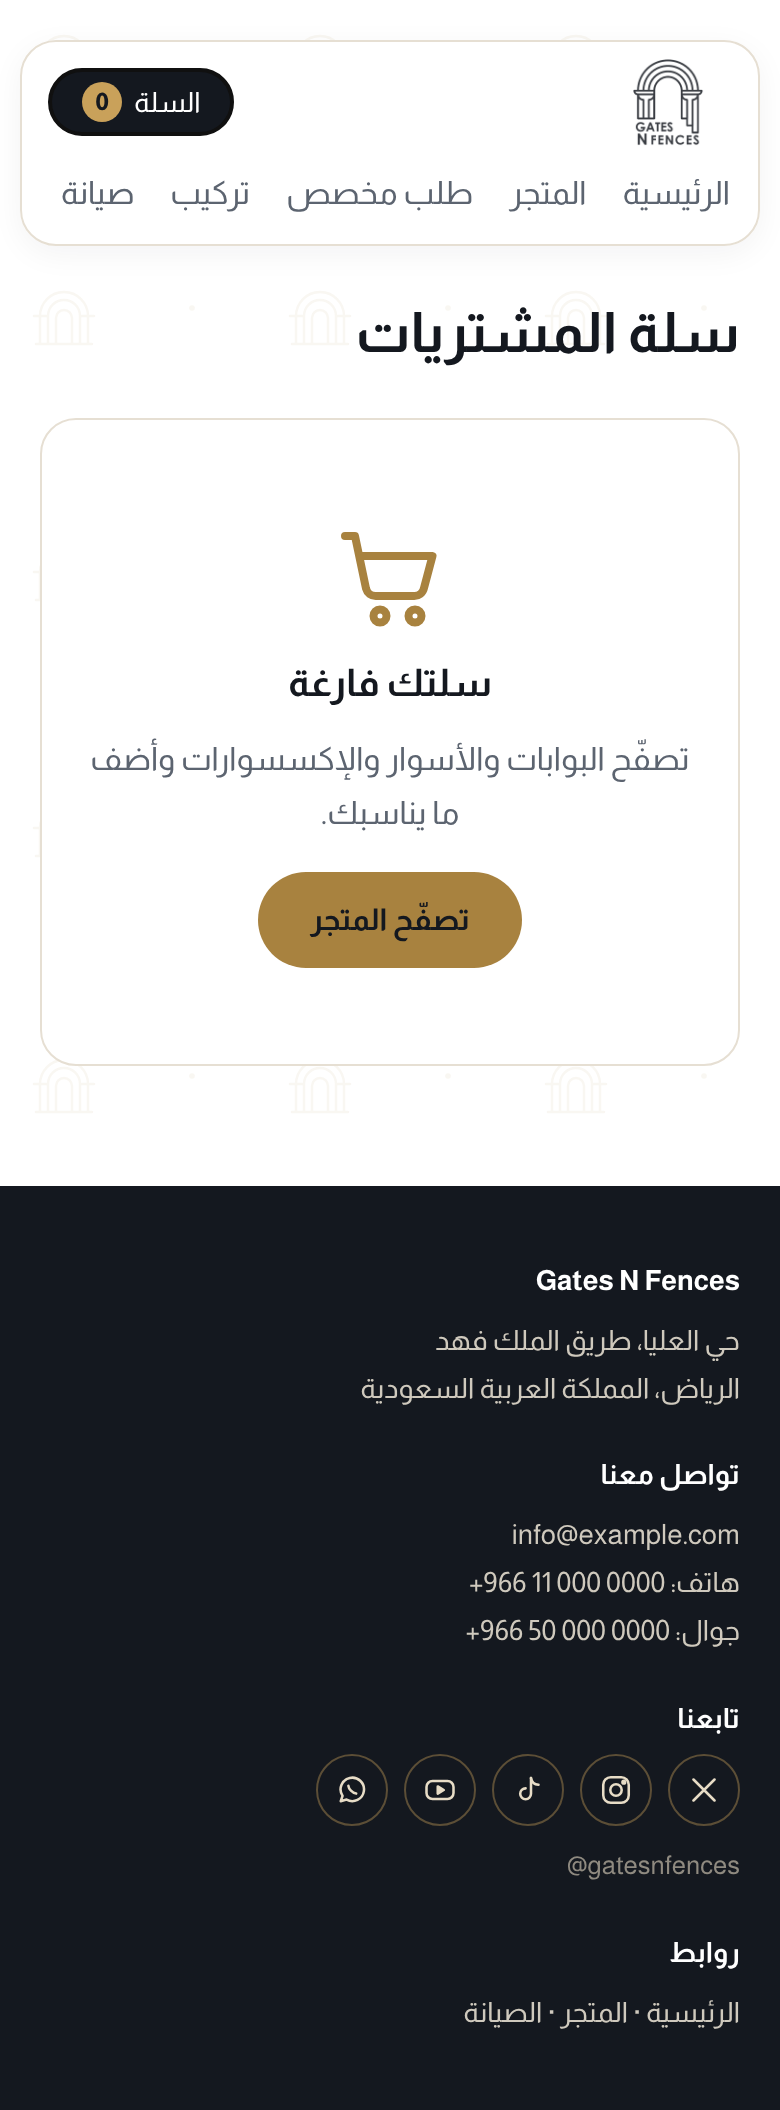 GATES
N FENCES
السلة 0
الرئيسية المتجر طلب مخصص تركيب صيانة
سلة المشتريات
سلتك فارغة
تصفّح البوابات والأسوار والإكسسوارات وأضف
ما يناسبك.
تصفّح المتجر
Gates N Fences
حي العليا، طريق الملك فهد
الرياض، المملكة العربية السعودية
تواصل معنا
info@example.com
هاتف: 0000 000 11 966+
جوال: 0000 000 50 966+
تابعنا
@gatesnfences
روابط
الرئيسية · المتجر · الصيانة